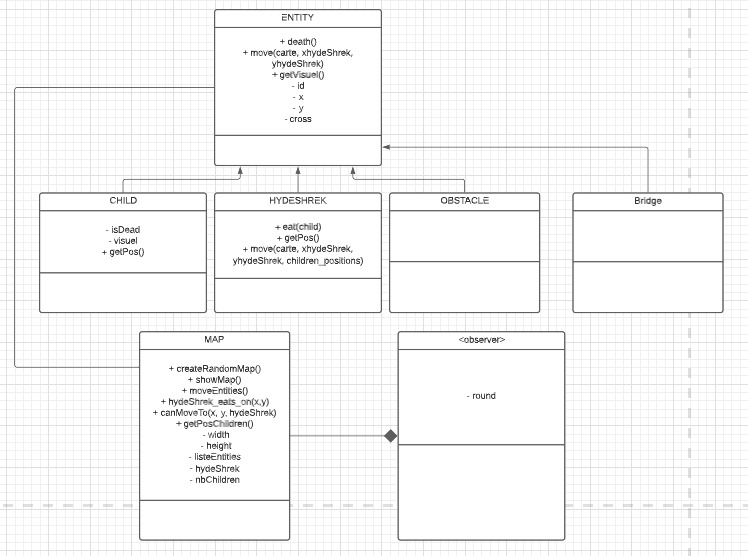 ENTITY
+ death()
+ move(carte, xhydeShrek,
yhydeShrek)
+ getVisuel()
- id
- x
- y
- cross
CHILD
- isDead
- visuel
+ getPos()
HYDESHREK
+ eat(child)
+ getPos()
+ move(carte, xhydeShrek,
yhydeShrek, children_positions)
OBSTACLE
Bridge
MAP
+ createRandomMap()
+ showMap()
+ moveEntities()
+ hydeShrek_eats_on(x,y)
+ canMoveTo(x, y, hydeShrek)
+ getPosChildren()
- width
- height
- listeEntities
- hydeShrek
- nbChildren
<observer>
- round